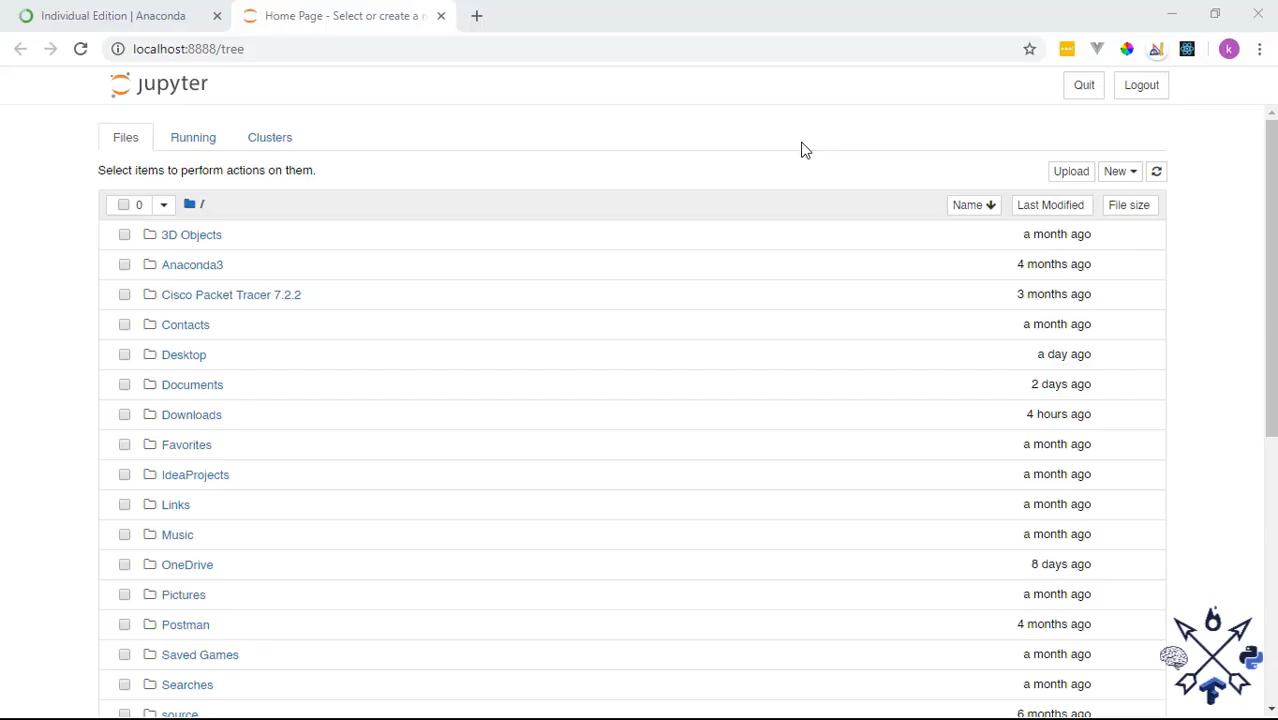 Individual Edition | Anaconda
Home Page - Select or create a n
localhost:8888/tree
k
jupyter
Quit
Logout
Files
Running
Clusters
Select items to perform actions on them.
Upload
New
0
/
Name
Last Modified
File size
3D Objects
a month ago
Anaconda3
4 months ago
Cisco Packet Tracer 7.2.2
3 months ago
Contacts
a month ago
Desktop
a day ago
Documents
2 days ago
Downloads
4 hours ago
Favorites
a month ago
IdeaProjects
a month ago
Links
a month ago
Music
a month ago
OneDrive
8 days ago
Pictures
a month ago
Postman
4 months ago
Saved Games
a month ago
Searches
a month ago
source
6 months ago